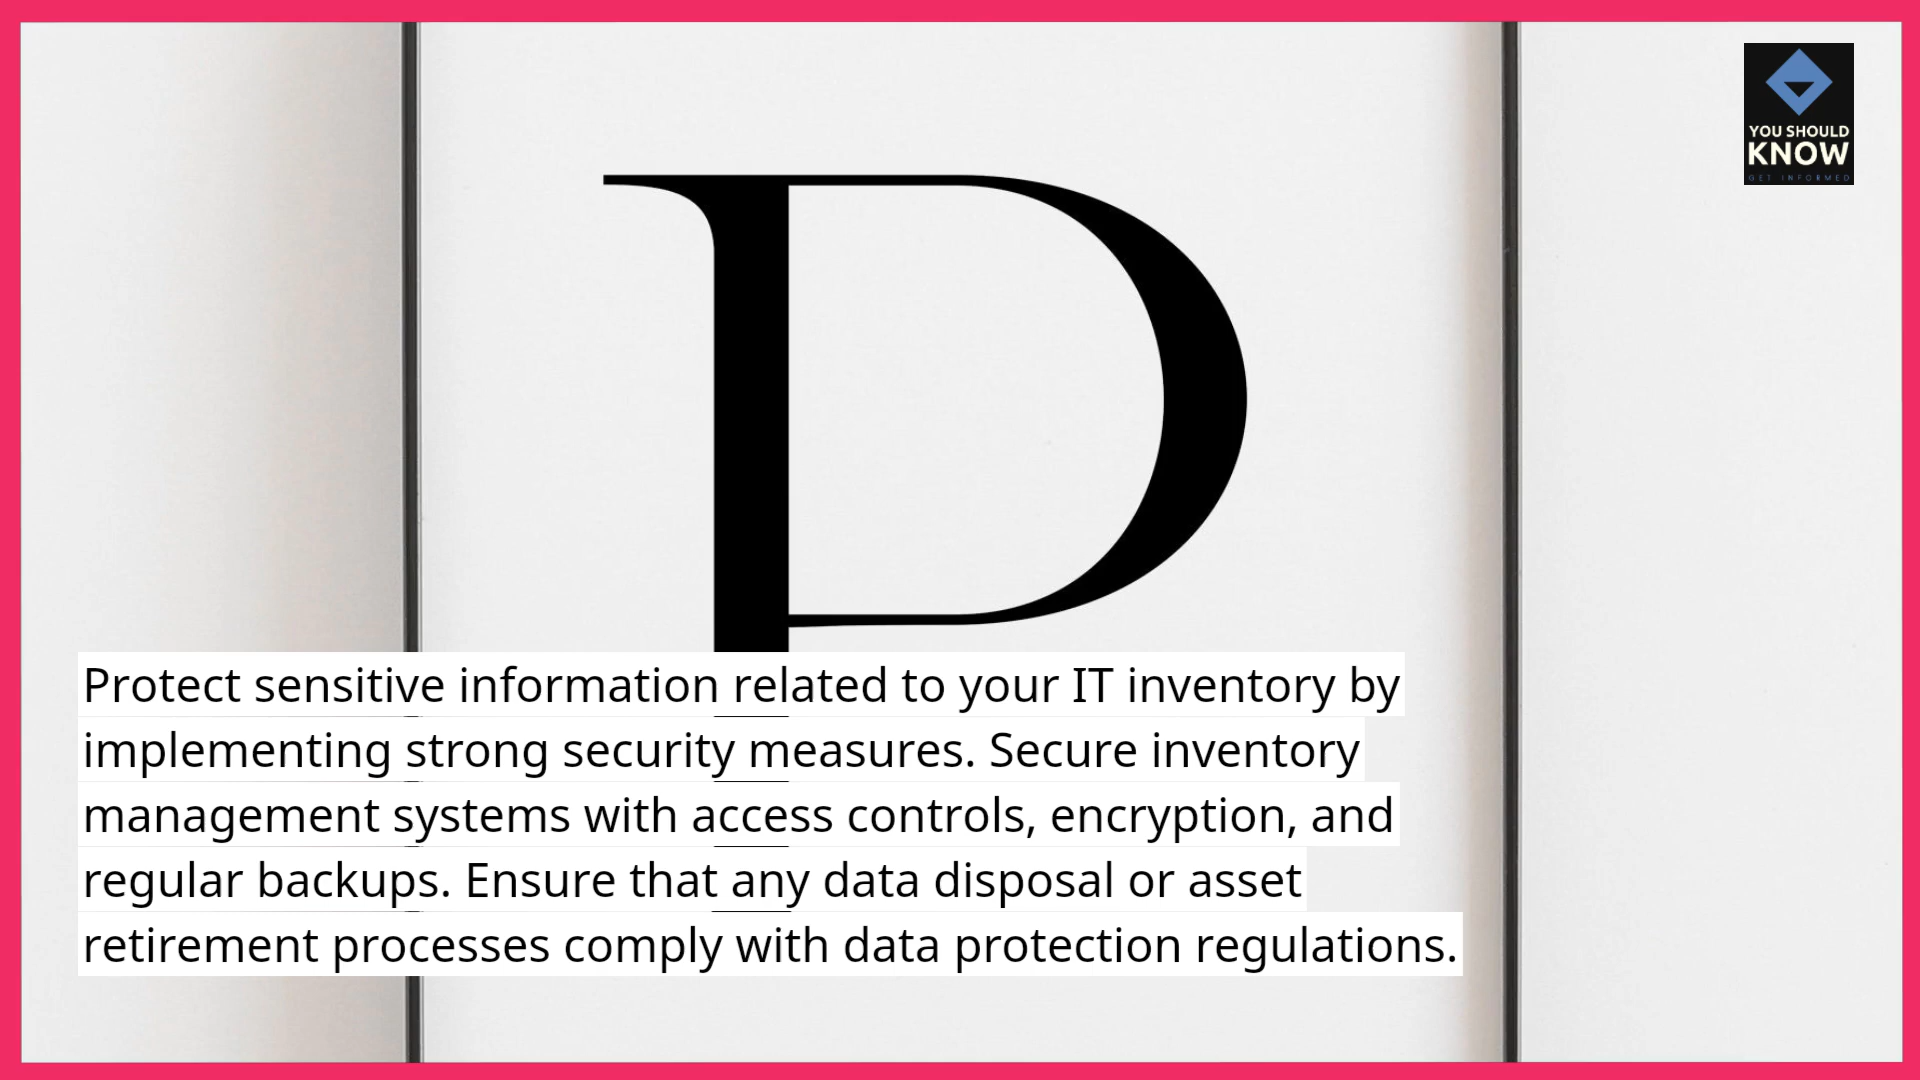 YOU SHOULD
KNOW
GET INFORMED
P
Protect sensitive information related to your IT inventory by
implementing strong security measures. Secure inventory
management systems with access controls, encryption, and
regular backups. Ensure that any data disposal or asset
retirement processes comply with data protection regulations.